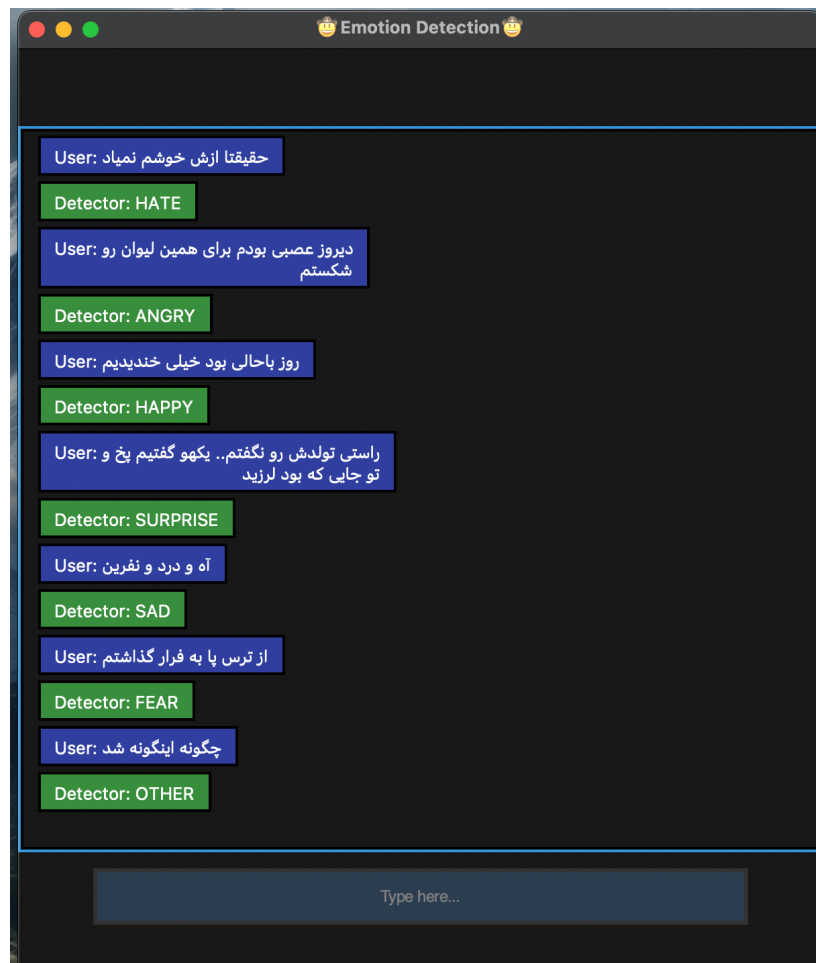 🤠Emotion Detection🤠
User: حقیقتا ازش خوشم نمیاد
Detector: HATE
User: دیروز عصبی بودم برای همین لیوان رو
شکستم
Detector: ANGRY
User: روز باحالی بود خیلی خندیدیم
Detector: HAPPY
User: راستی تولدش رو نگفتم.. یکهو گفتیم پخ و
تو جایی که بود لرزید
Detector: SURPRISE
User: آه و درد و نفرین
Detector: SAD
User: از ترس پا به فرار گذاشتم
Detector: FEAR
User: چگونه اینگونه شد
Detector: OTHER
Type here...